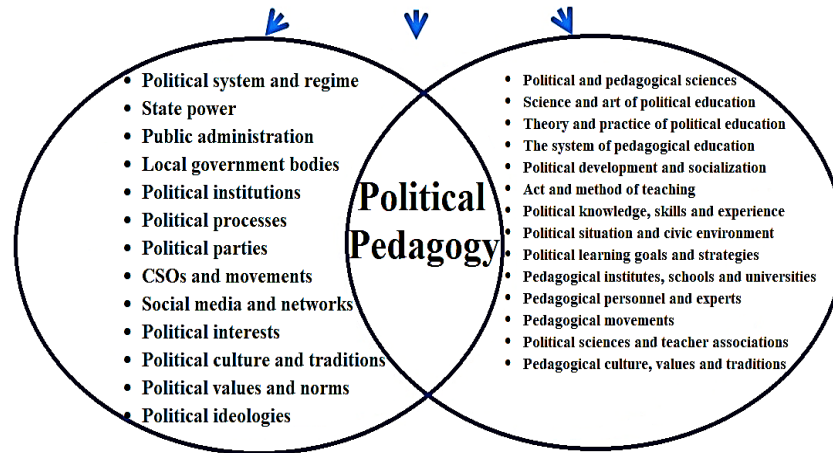 • Political system and regime
• State power
• Public administration
• Local government bodies
• Political institutions
• Political processes
• Political parties
• CSOs and movements
• Social media and networks
• Political interests
• Political culture and traditions
• Political values and norms
• Political ideologies
Political
Pedagogy
• Political and pedagogical sciences
• Science and art of political education
• Theory and practice of political education
• The system of pedagogical education
• Political development and socialization
• Act and method of teaching
• Political knowledge, skills and experience
• Political situation and civic environment
• Political learning goals and strategies
• Pedagogical institutes, schools and universities
• Pedagogical personnel and experts
• Pedagogical movements
• Political sciences and teacher associations
• Pedagogical culture, values and traditions